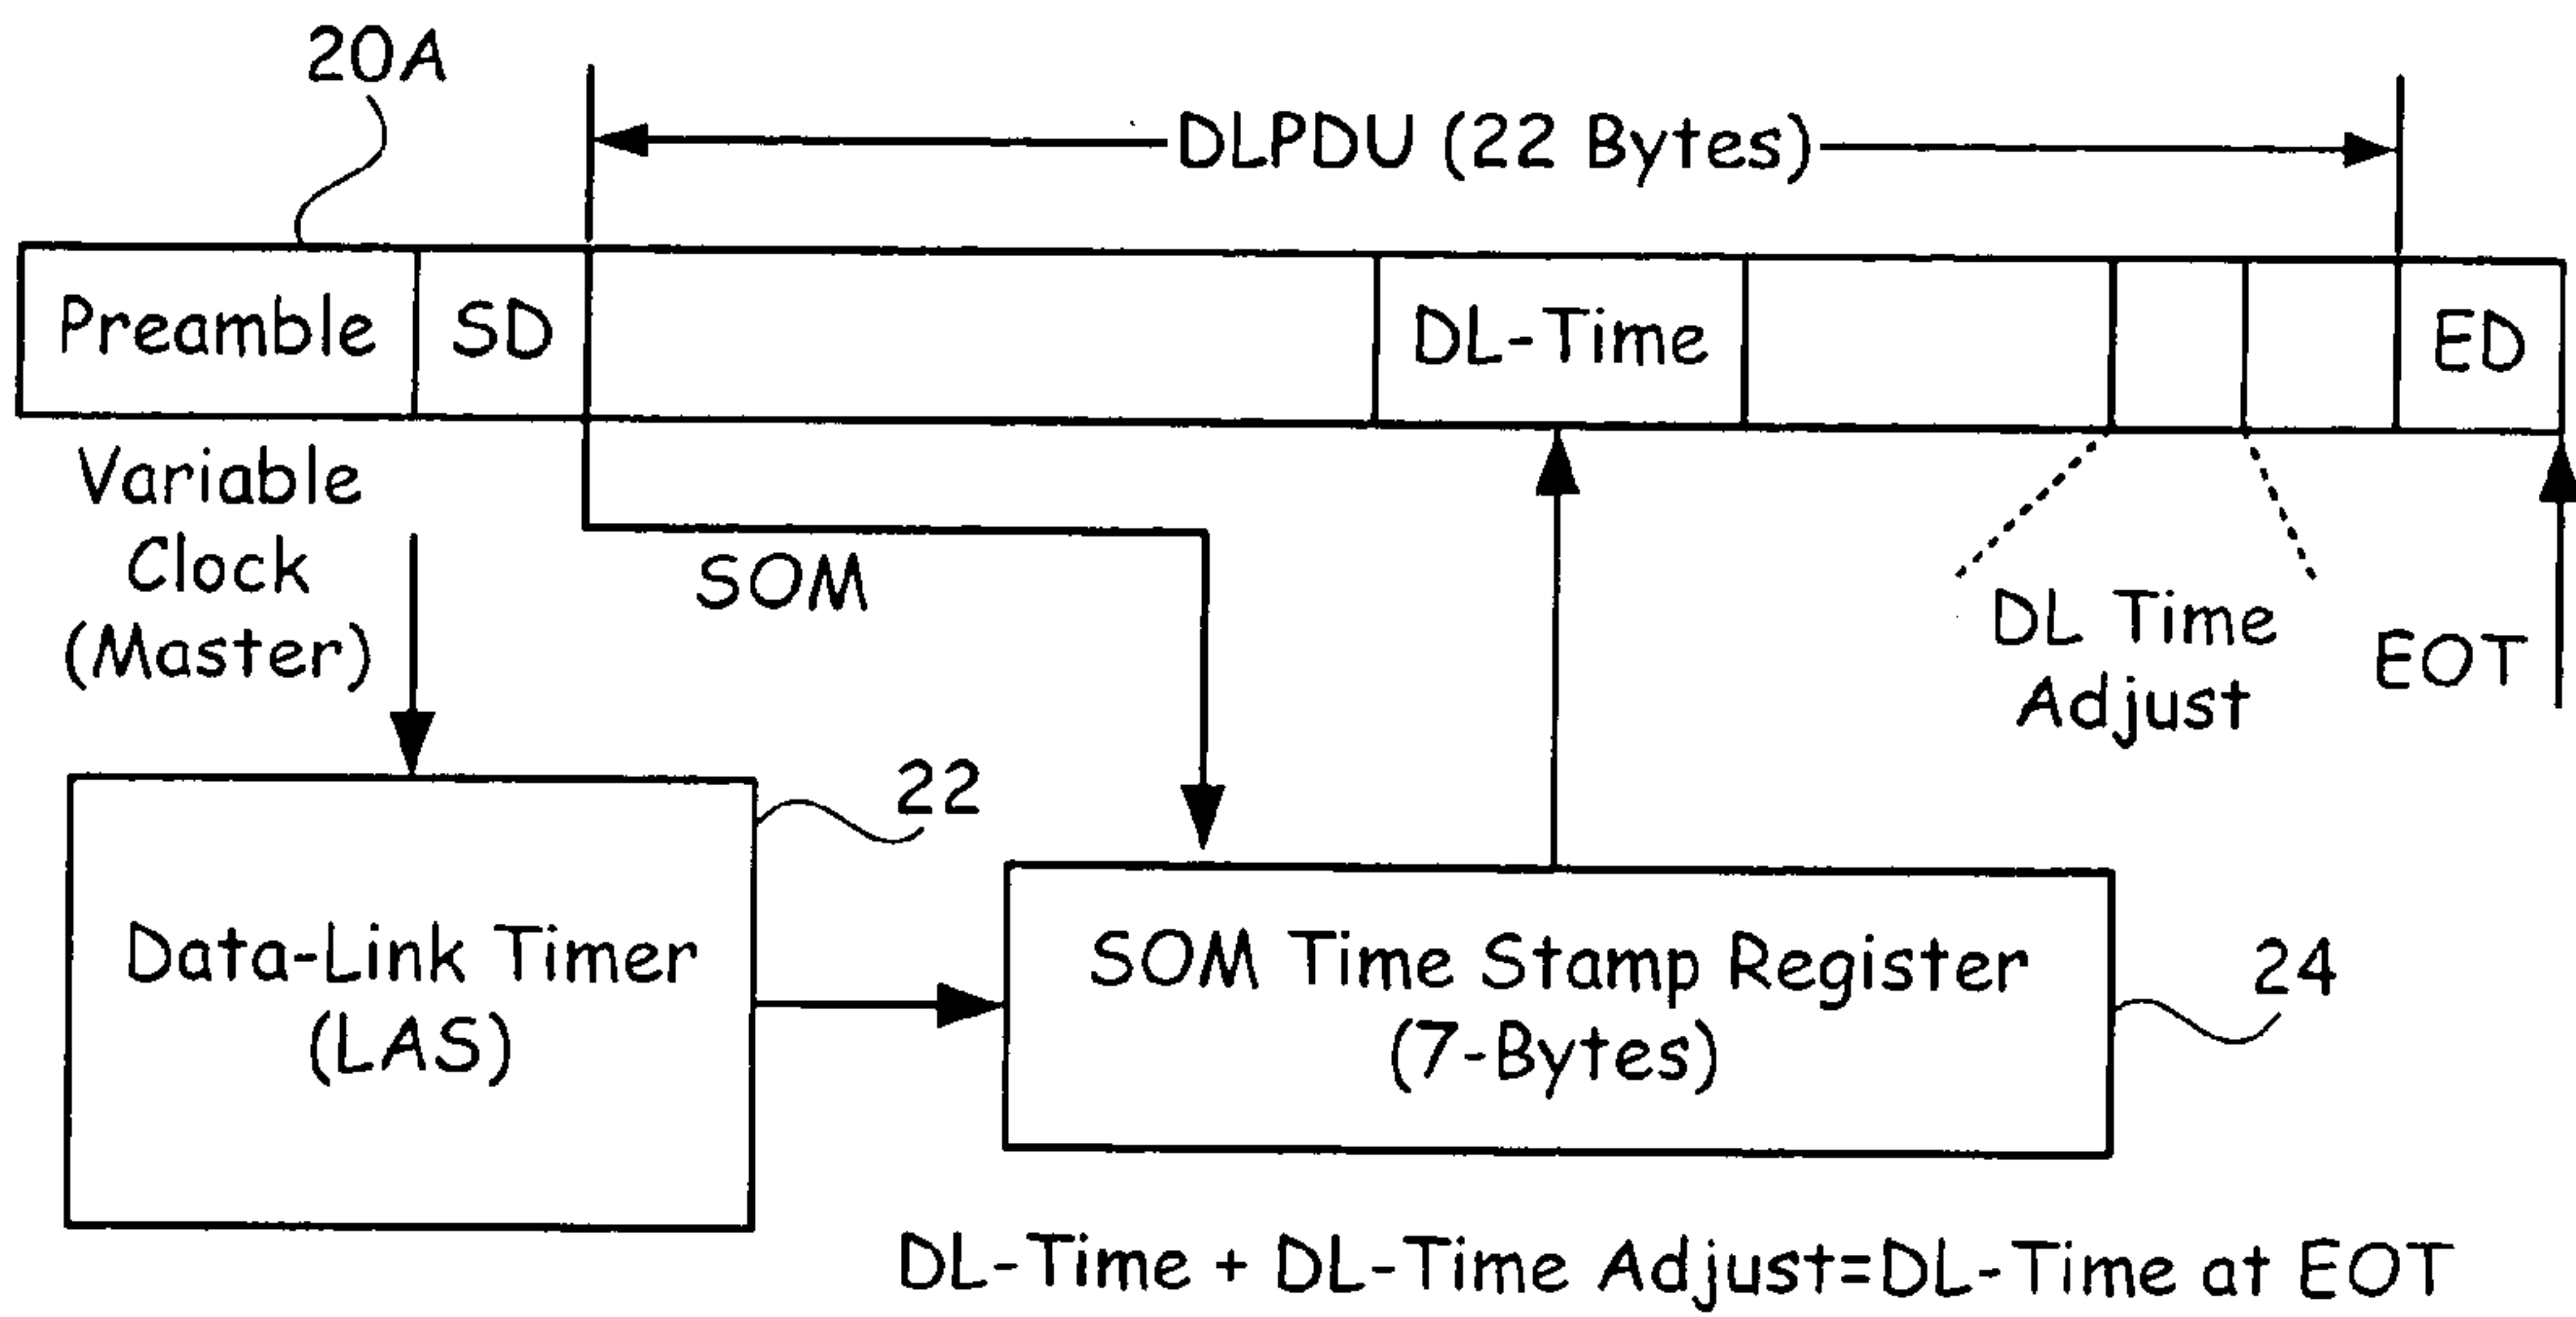 20A
DLPDU (22 Bytes)
Preamble
SD
DL-Time
ED
Variable
Clock
(Master)
SOM
DL Time
Adjust
EOT
22
Data-Link Timer
(LAS)
SOM Time Stamp Register
(7-Bytes)
24
DL-Time + DL-Time Adjust=DL-Time at EOT